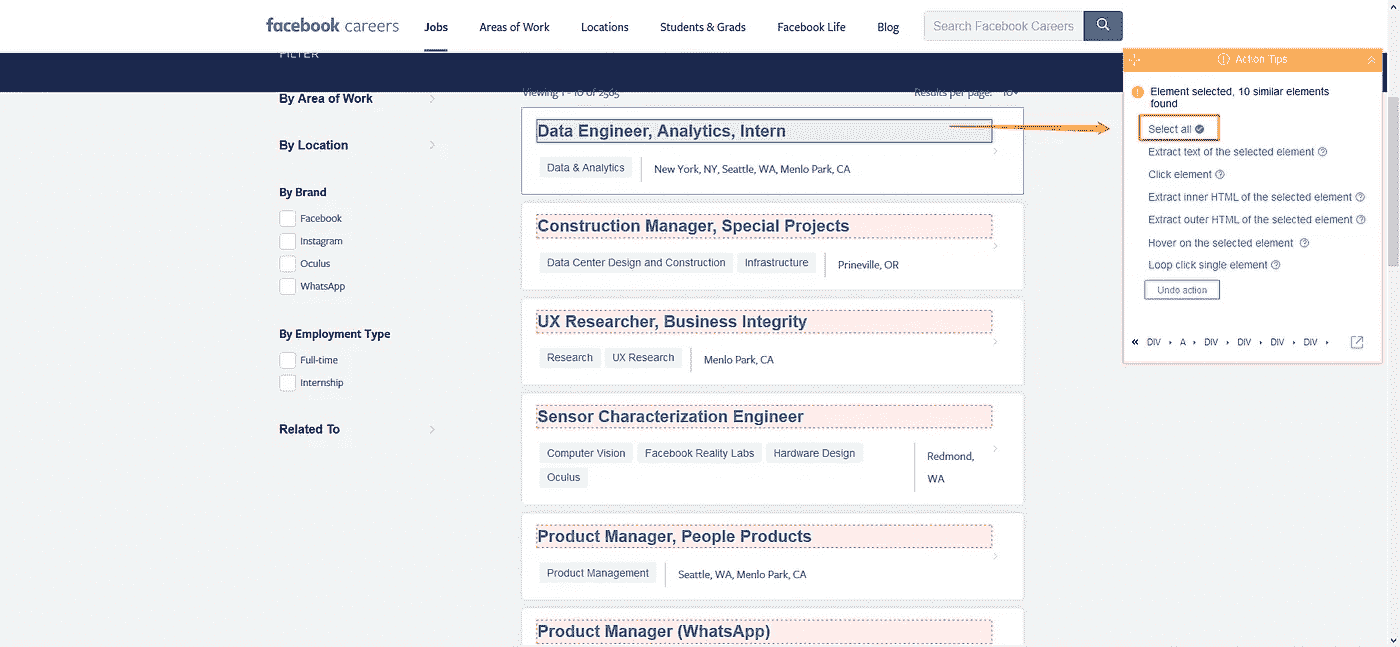 facebook careers Jobs Areas of Work Locations Students & Grads Facebook Life Blog Search Facebook Careers
FILTER
By Area of Work
By Location
By Brand
Facebook
Instagram
Oculus
WhatsApp
By Employment Type
Full-time
Internship
Related To
Viewing 1 - 10 of 2565 Results per page: 10
Data Engineer, Analytics, Intern
Data & Analytics New York, NY, Seattle, WA, Menlo Park, CA
Construction Manager, Special Projects
Data Center Design and Construction Infrastructure Prineville, OR
UX Researcher, Business Integrity
Research UX Research Menlo Park, CA
Sensor Characterization Engineer
Computer Vision Facebook Reality Labs Hardware Design Redmond,
Oculus WA
Product Manager, People Products
Product Management Seattle, WA, Menlo Park, CA
Product Manager (WhatsApp)
Action Tips
Element selected, 10 similar elements
found
Select all
Extract text of the selected element
Click element
Extract inner HTML of the selected element
Extract outer HTML of the selected element
Hover on the selected element
Loop click single element
Undo action
« DIV A DIV DIV DIV DIV